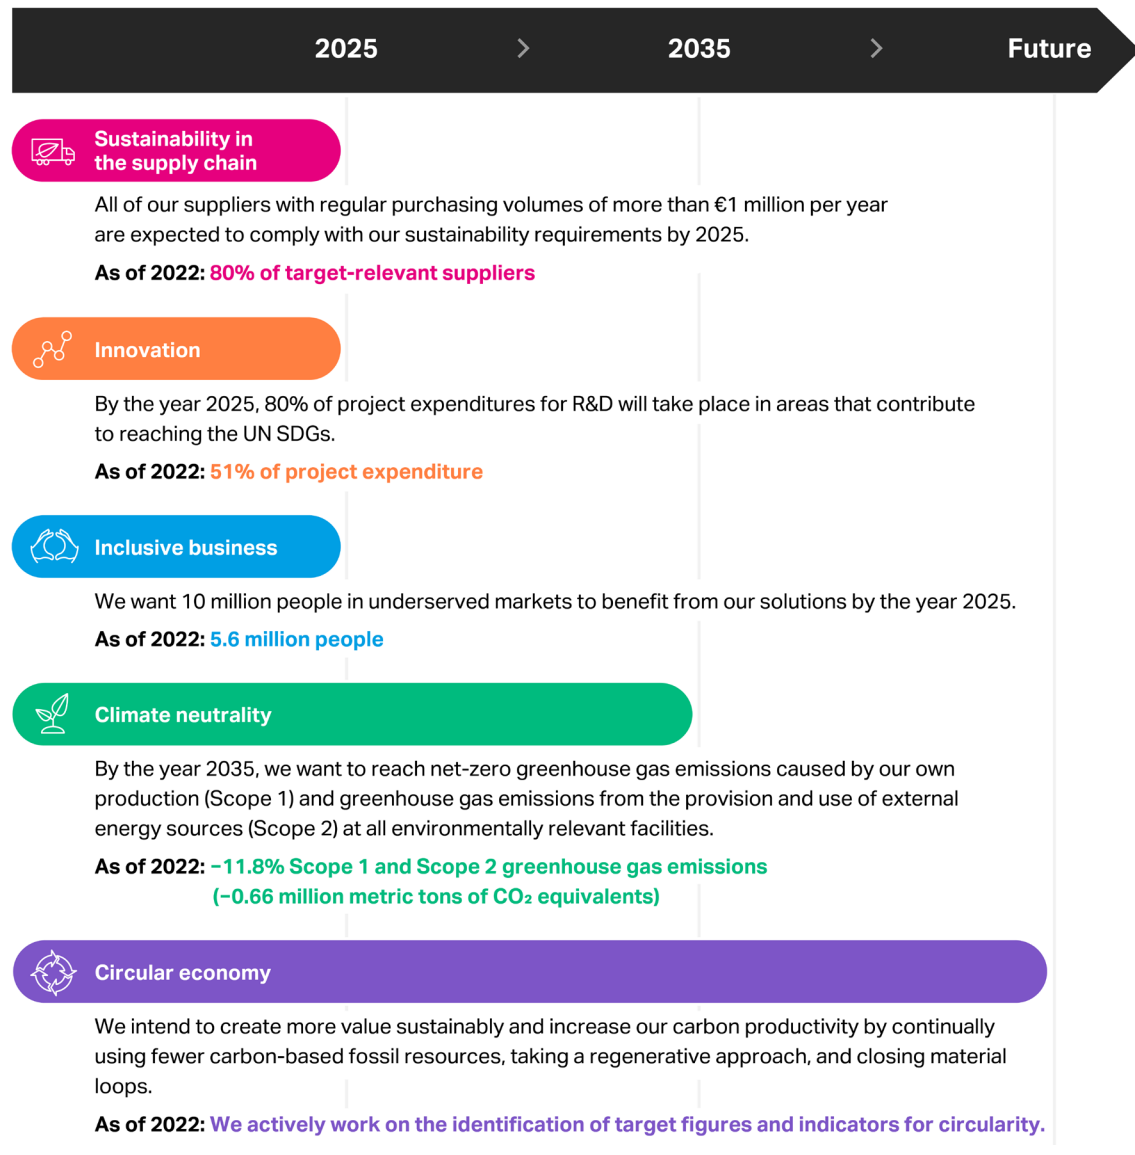 2025 > 2035 > Future
Sustainability in
the supply chain
All of our suppliers with regular purchasing volumes of more than €1 million per year
are expected to comply with our sustainability requirements by 2025.
As of 2022: 80% of target-relevant suppliers
Innovation
By the year 2025, 80% of project expenditures for R&D will take place in areas that contribute
to reaching the UN SDGs.
As of 2022: 51% of project expenditure
Inclusive business
We want 10 million people in underserved markets to benefit from our solutions by the year 2025.
As of 2022: 5.6 million people
Climate neutrality
By the year 2035, we want to reach net-zero greenhouse gas emissions caused by our own
production (Scope 1) and greenhouse gas emissions from the provision and use of external
energy sources (Scope 2) at all environmentally relevant facilities.
As of 2022: −11.8% Scope 1 and Scope 2 greenhouse gas emissions
(−0.66 million metric tons of CO₂ equivalents)
Circular economy
We intend to create more value sustainably and increase our carbon productivity by continually
using fewer carbon-based fossil resources, taking a regenerative approach, and closing material
loops.
As of 2022: We actively work on the identification of target figures and indicators for circularity.